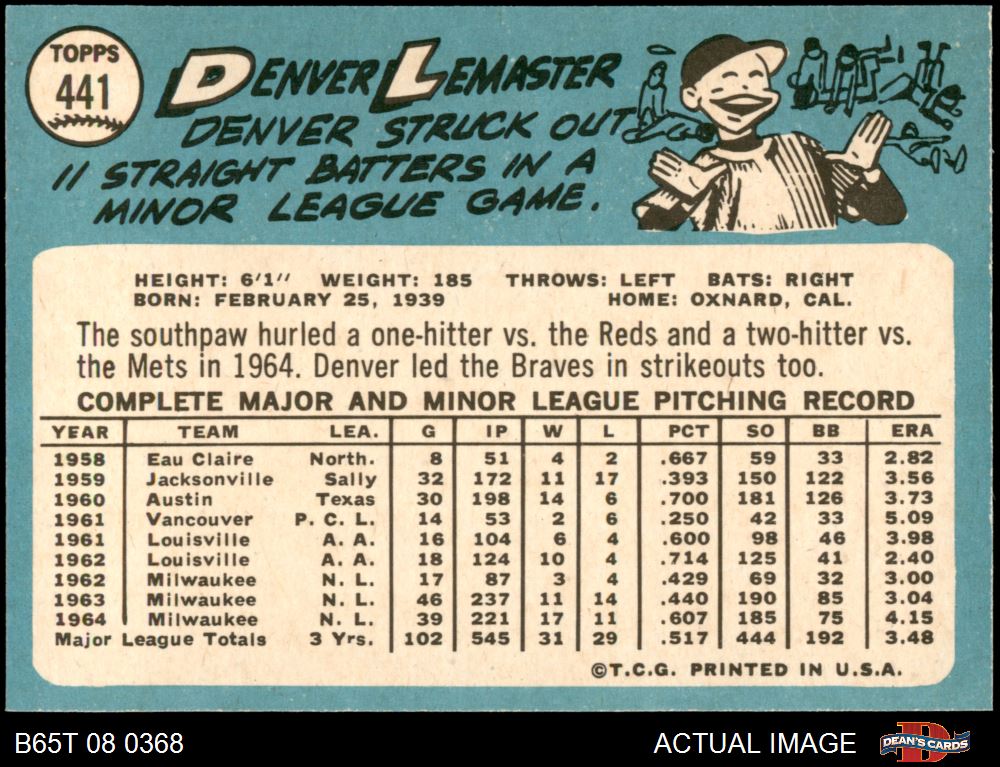 TOPPS
441
DENVER LEMASTER
DENVER STRUCK OUT
11 STRAIGHT BATTERS IN A
MINOR LEAGUE GAME.
HEIGHT: 6'1" WEIGHT: 185 THROWS: LEFT BATS: RIGHT
BORN: FEBRUARY 25, 1939 HOME: OXNARD, CAL.
The southpaw hurled a one-hitter vs. the Reds and a two-hitter vs.
the Mets in 1964. Denver led the Braves in strikeouts too.
COMPLETE MAJOR AND MINOR LEAGUE PITCHING RECORD
YEAR TEAM LEA. G IP W L PCT SO BB ERA
1958 Eau Claire North. 8 51 4 2 .667 59 33 2.82
1959 Jacksonville Sally 32 172 11 17 .393 150 122 3.56
1960 Austin Texas 30 198 14 6 .700 181 126 3.73
1961 Vancouver P. C. L. 14 53 2 6 .250 42 33 5.09
1961 Louisville A. A. 16 104 6 4 .600 98 46 3.98
1962 Louisville A. A. 18 124 10 4 .714 125 41 2.40
1962 Milwaukee N. L. 17 87 3 4 .429 69 32 3.00
1963 Milwaukee N. L. 46 237 11 14 .440 190 85 3.04
1964 Milwaukee N. L. 39 221 17 11 .607 185 75 4.15
Major League Totals 3 Yrs. 102 545 31 29 .517 444 192 3.48
©T.C.G. PRINTED IN U.S.A.
B65T 08 0368 ACTUAL IMAGE
D
DEAN'S CARDS